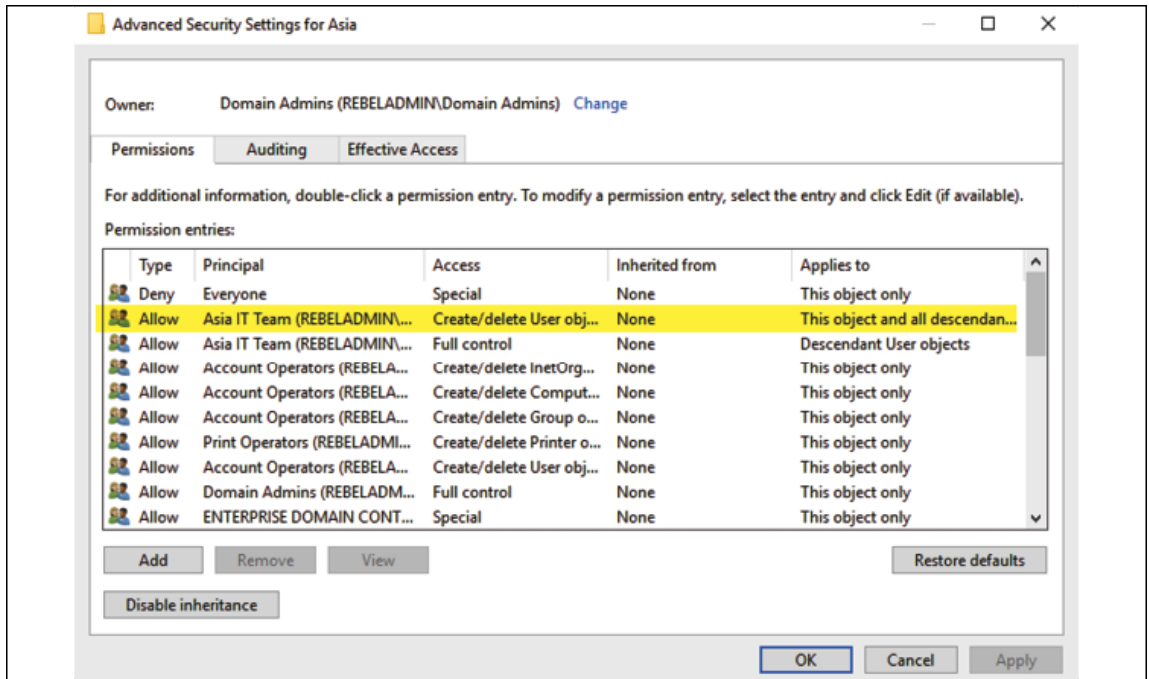 Advanced Security Settings for Asia
Owner: Domain Admins (REBELADMIN\Domain Admins) Change
Permissions Auditing Effective Access
For additional information, double-click a permission entry. To modify a permission entry, select the entry and click Edit (if available).
Permission entries:
Type Principal Access Inherited from Applies to
Deny Everyone Special None This object only
Allow Asia IT Team (REBELADMIN\... Create/delete User obj... None This object and all descendan...
Allow Asia IT Team (REBELADMIN\... Full control None Descendant User objects
Allow Account Operators (REBELA... Create/delete InetOrg... None This object only
Allow Account Operators (REBELA... Create/delete Comput... None This object only
Allow Account Operators (REBELA... Create/delete Group o... None This object only
Allow Print Operators (REBELADMI... Create/delete Printer o... None This object only
Allow Account Operators (REBELA... Create/delete User obj... None This object only
Allow Domain Admins (REBELADM... Full control None This object only
Allow ENTERPRISE DOMAIN CONT... Special None This object only
Add Remove View Restore defaults
Disable inheritance
OK Cancel Apply